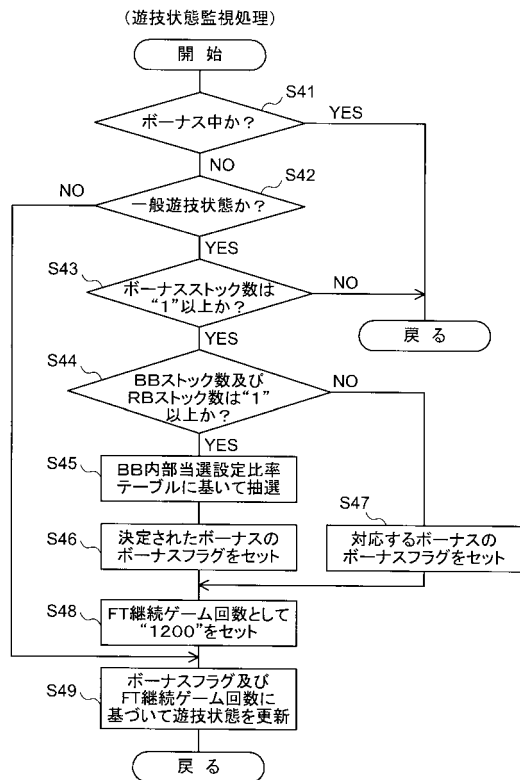 (遊技状態監視処理)
開 始
S41
ボーナス中か?
YES
NO
S42
NO
一般遊技状態か?
YES
S43
ボーナスストック数は
“1”以上か?
NO
YES
戻 る
S44
BBストック数及び
RBストック数は“1”
以上か?
NO
YES
S45
BB内部当選設定比率
テーブルに基いて抽選
S47
S46
決定されたボーナスの
ボーナスフラグをセット
対応するボーナスの
ボーナスフラグをセット
S48
FT継続ゲーム回数として
“1200”をセット
S49
ボーナスフラグ及び
FT継続ゲーム回数に
基づいて遊技状態を更新
戻 る